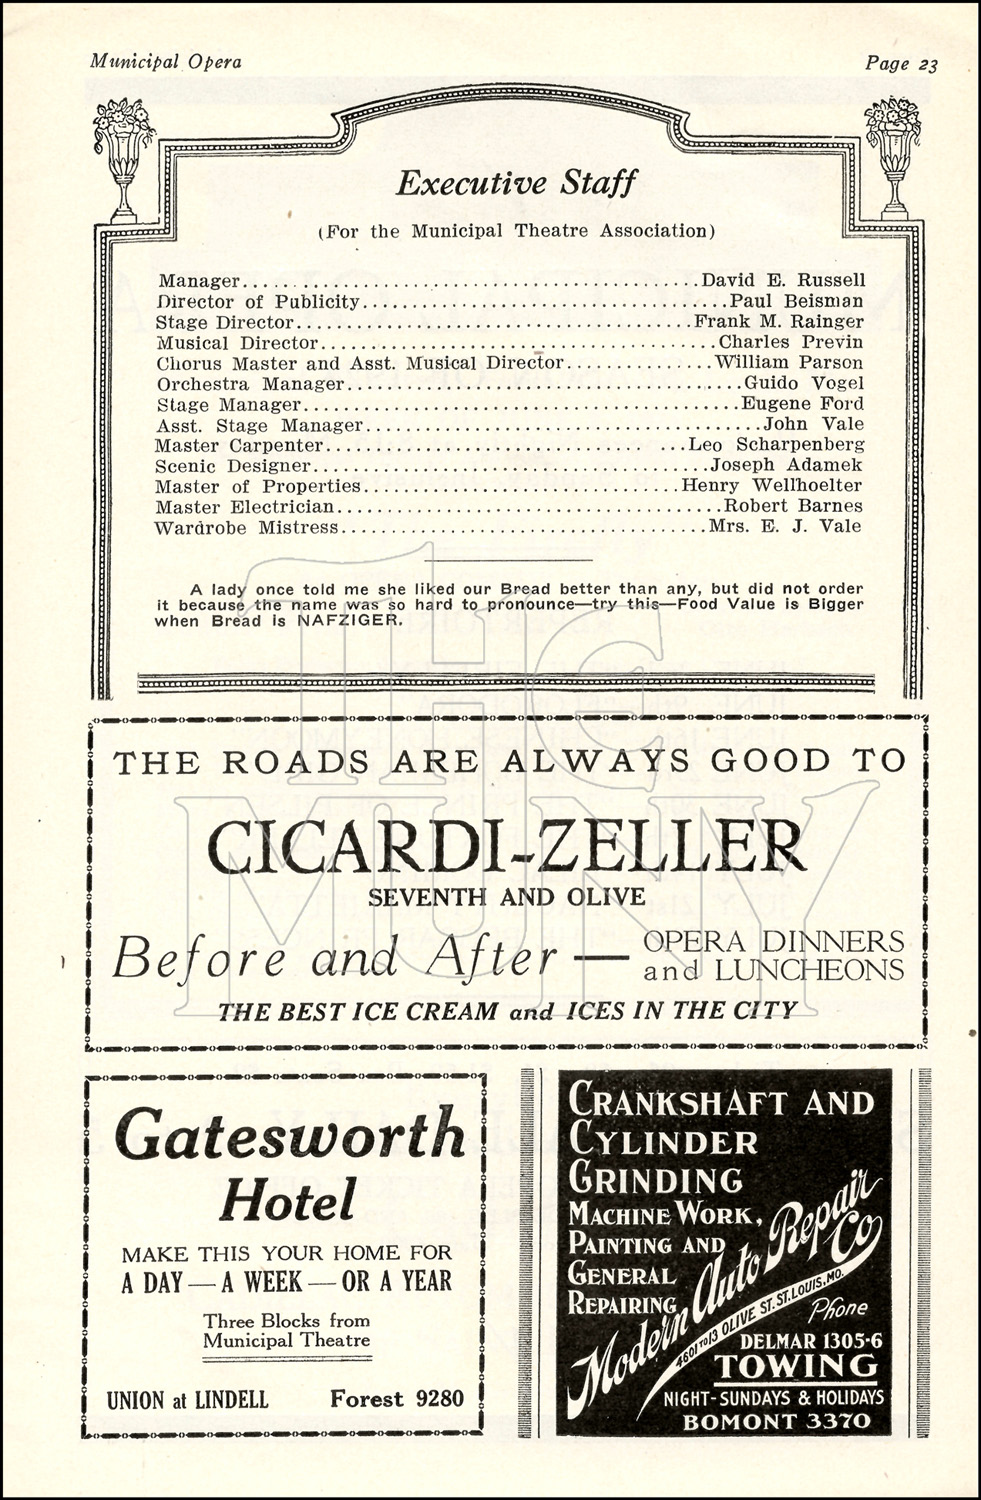 Municipal Opera
Page 23
Executive Staff
(For the Municipal Theatre Association)
Manager............................................David E. Russell
Director of Publicity...................................Paul Beisman
Stage Director.....................................Frank M. Rainger
Musical Director......................................Charles Previn
Chorus Master and Asst. Musical Director..............William Parson
Orchestra Manager......................................Guido Vogel
Stage Manager..........................................Eugene Ford
Asst. Stage Manager......................................John Vale
Master Carpenter............................. ...Leo Scharpenberg
Scenic Designer......................................Joseph Adamek
Master of Properties..............................Henry Wellhoelter
Master Electrician.....................................Robert Barnes
Wardrobe Mistress...................................Mrs. E. J. Vale
A lady once told me she liked our Bread better than any, but did not order
it because the name was so hard to pronounce—try this—Food Value is Bigger
when Bread is NAFZIGER.
THE MUNY
THE ROADS ARE ALWAYS GOOD TO
CICARDI-ZELLER
SEVENTH AND OLIVE
Before and After — OPERA DINNERS
and LUNCHEONS
THE BEST ICE CREAM and ICES IN THE CITY
Gatesworth
Hotel
MAKE THIS YOUR HOME FOR
A DAY — A WEEK — OR A YEAR
Three Blocks from
Municipal Theatre
UNION at LINDELL Forest 9280
CRANKSHAFT AND
CYLINDER
GRINDING
MACHINE WORK,
PAINTING AND
GENERAL
REPAIRING
Modern Auto Repair Co
4601 TO 13 OLIVE ST. ST. LOUIS, MO.
Phone
DELMAR 1305-6
TOWING
NIGHT-SUNDAYS & HOLIDAYS
BOMONT 3370